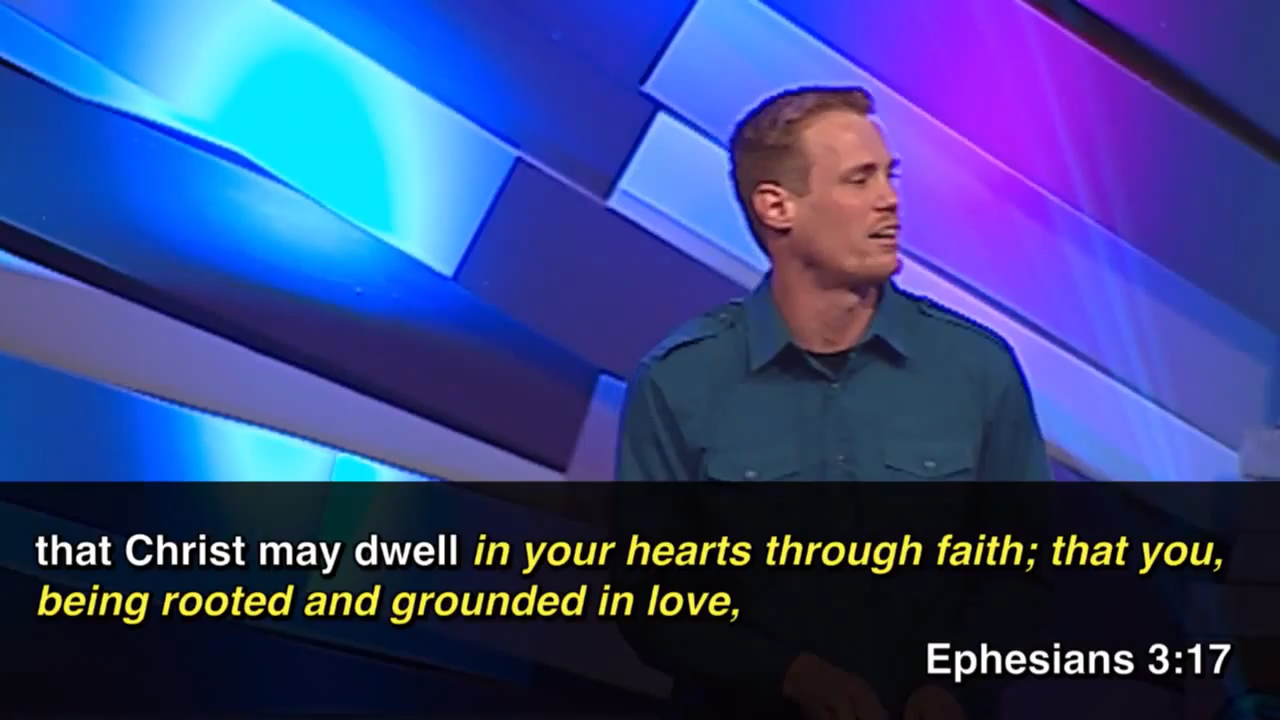 that Christ may dwell in your hearts through faith; that you,
being rooted and grounded in love,
Ephesians 3:17